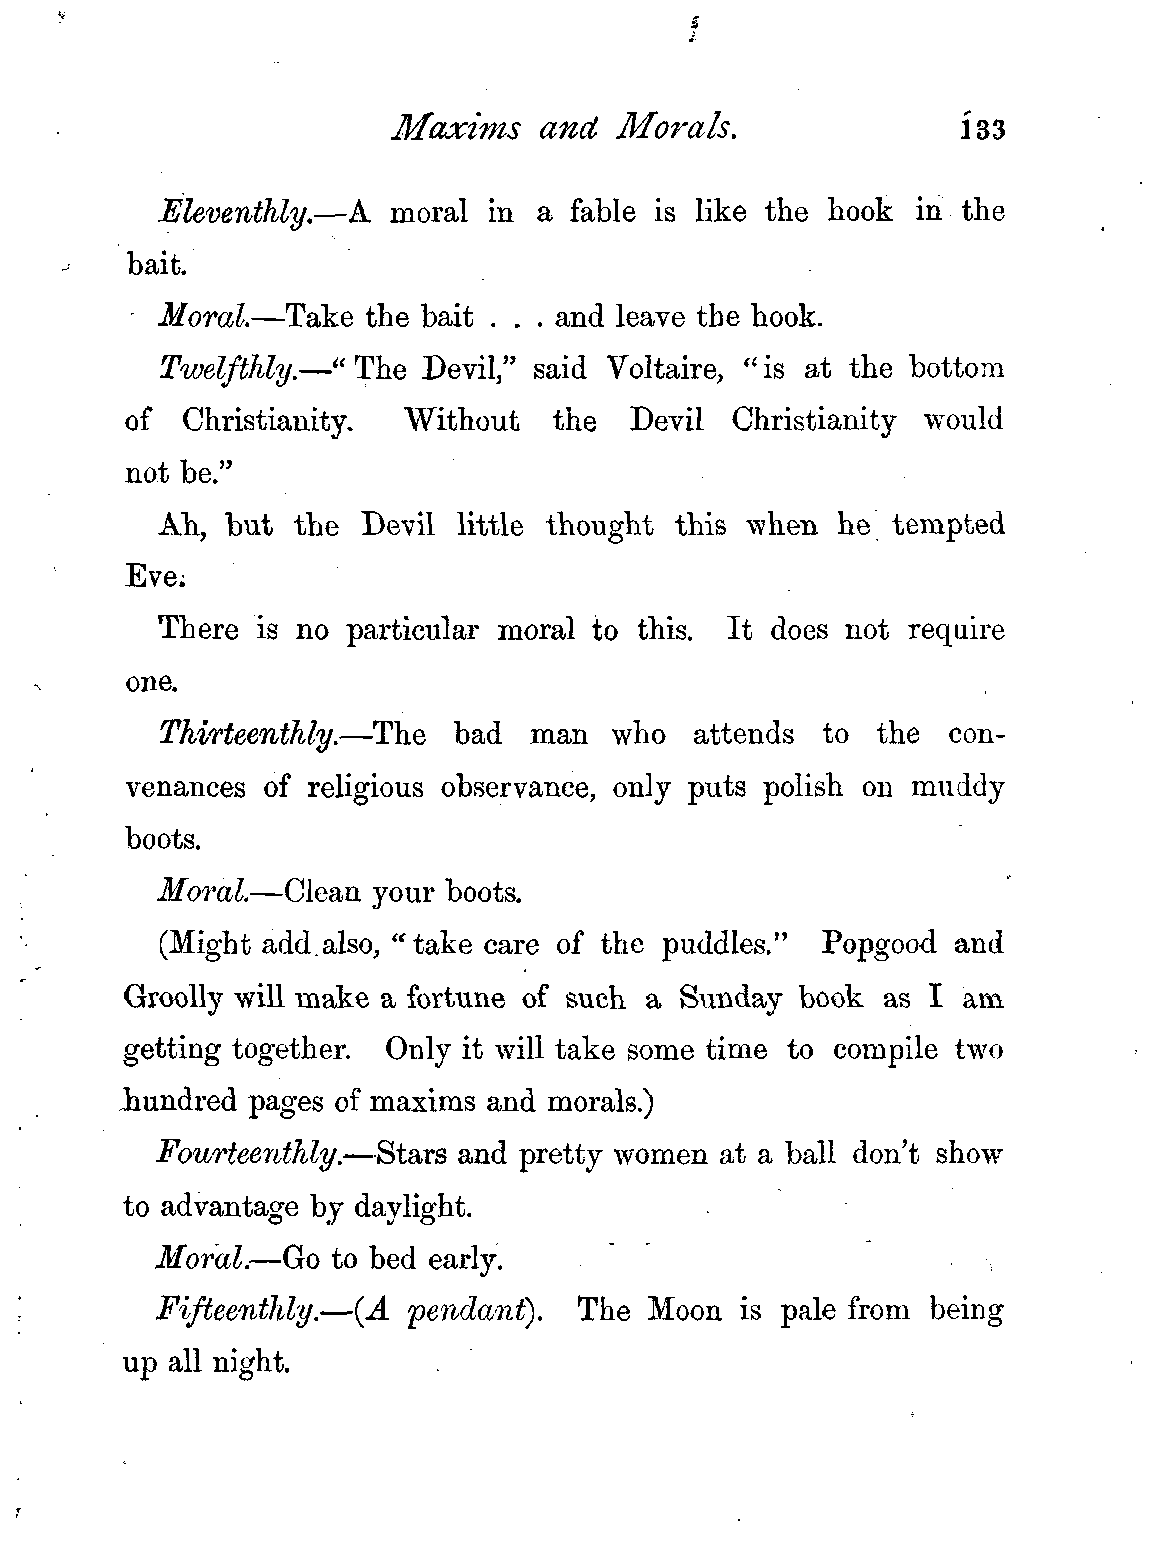 Maxims and Morals. 133
Eleventhly.—A moral in a fable is like the hook in the
bait.
Moral.—Take the bait . . . and leave the hook.
Twelfthly.—“The Devil,” said Voltaire, “is at the bottom
of Christianity. Without the Devil Christianity would
not be.”
Ah, but the Devil little thought this when he tempted
Eve.
There is no particular moral to this. It does not require
one.
Thirteenthly.—The bad man who attends to the con-
venances of religious observance, only puts polish on muddy
boots.
Moral.—Clean your boots.
(Might add also, “take care of the puddles.” Popgood and
Groolly will make a fortune of such a Sunday book as I am
getting together. Only it will take some time to compile two
hundred pages of maxims and morals.)
Fourteenthly.—Stars and pretty women at a ball don’t show
to advantage by daylight.
Moral.—Go to bed early.
Fifteenthly.—(A pendant). The Moon is pale from being
up all night.